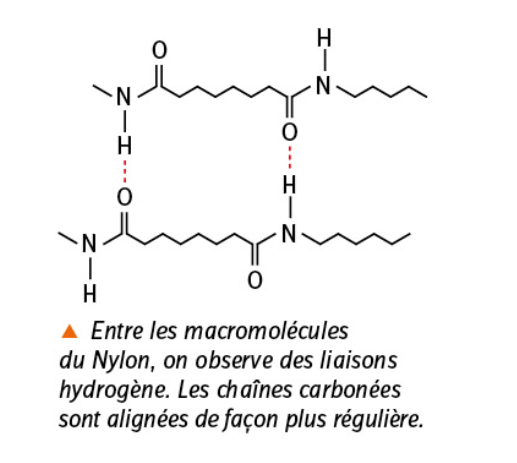 O
H
N
N
H
O
O
H
N
N
H
O
▲ Entre les macromolécules
du Nylon, on observe des liaisons
hydrogène. Les chaînes carbonées
sont alignées de façon plus régulière.